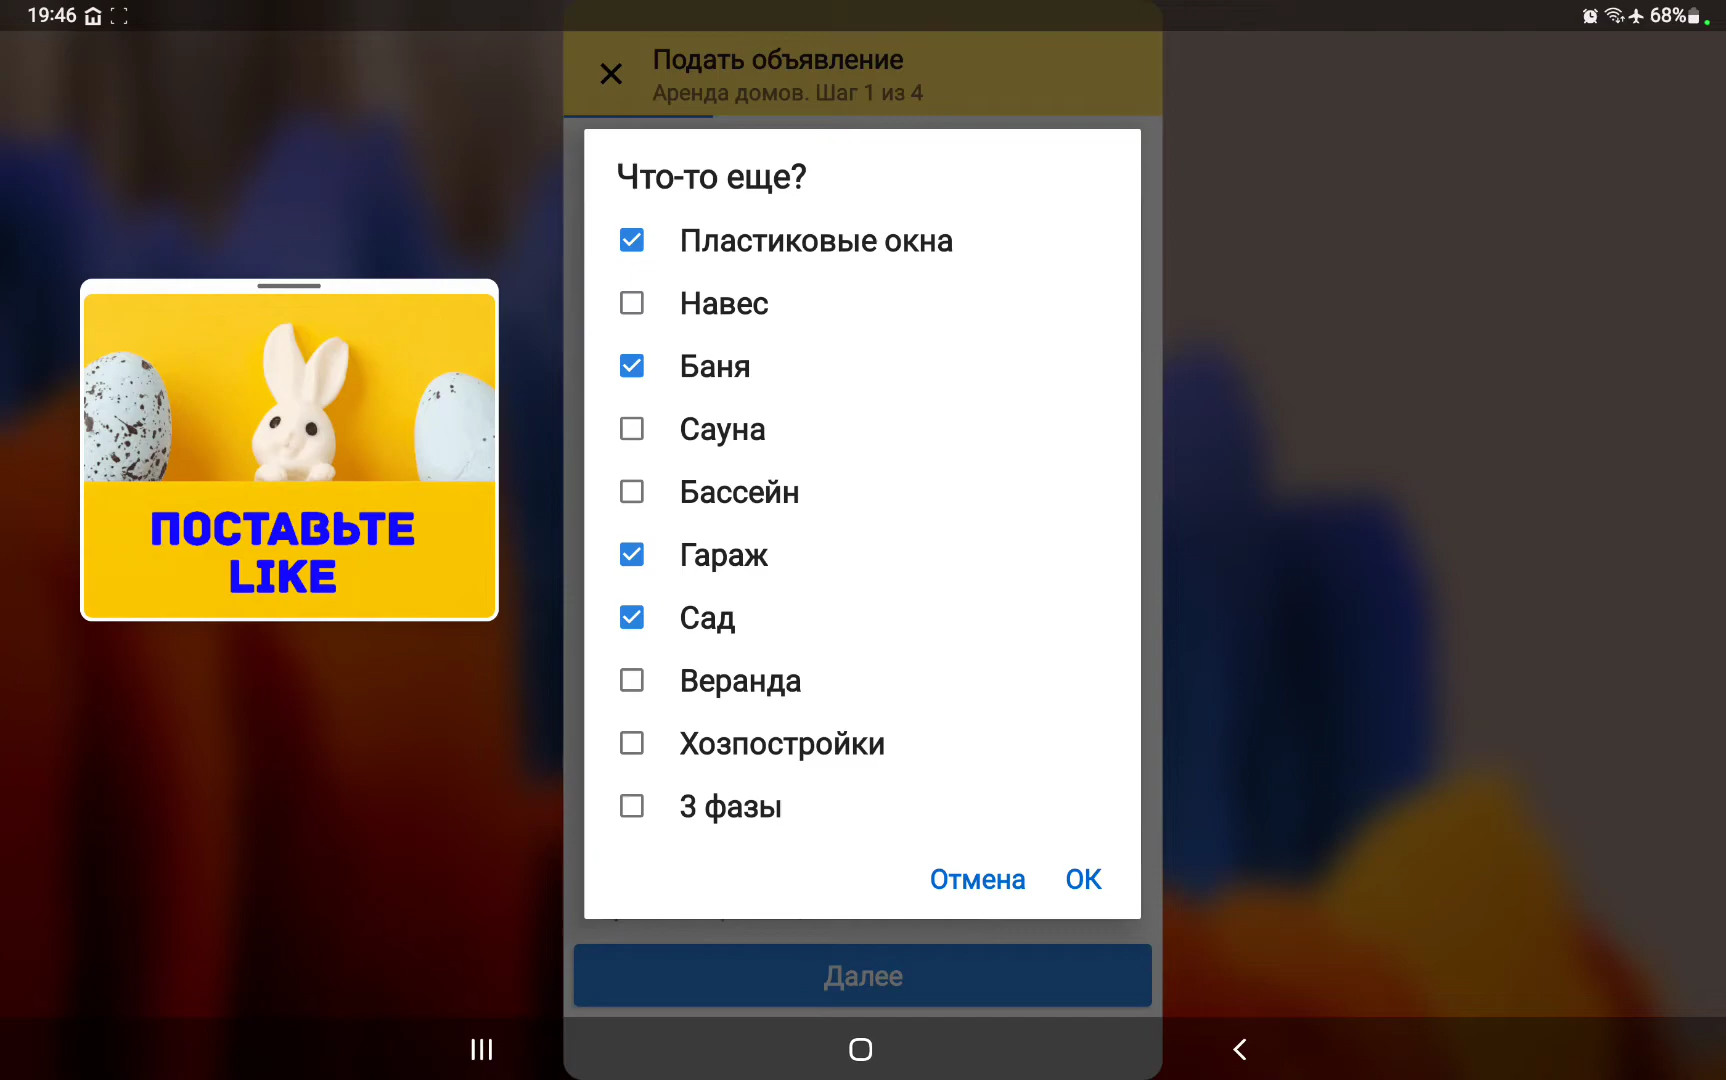 19:46
68%
Подать объявление
Аренда домов. Шаг 1 из 4
Что-то еще?
Пластиковые окна
Навес
Баня
Сауна
Бассейн
Гараж
Сад
Веранда
Хозпостройки
3 фазы
Отмена ОК
Далее
ПОСТАВЬТЕ
LIKE